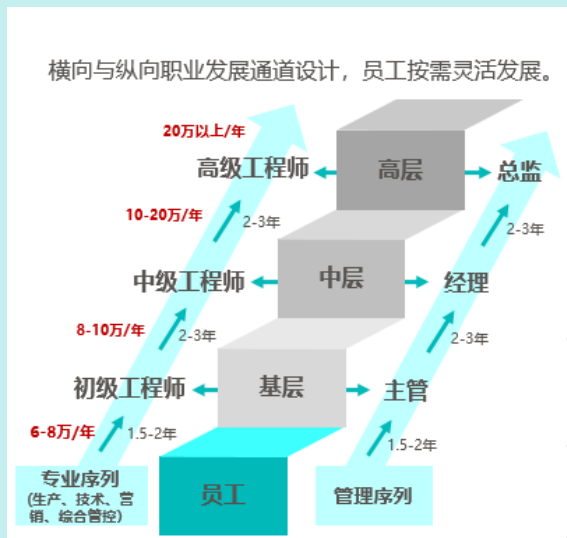 横向与纵向职业发展通道设计，员工按需灵活发展。
20万以上/年
高级工程师
高层
总监
10-20万/年
2-3年
2-3年
中级工程师
中层
经理
8-10万/年
2-3年
2-3年
初级工程师
基层
主管
6-8万/年
1.5-2年
1.5-2年
专业序列
(生产、技术、营
销、综合管控)
员工
管理序列